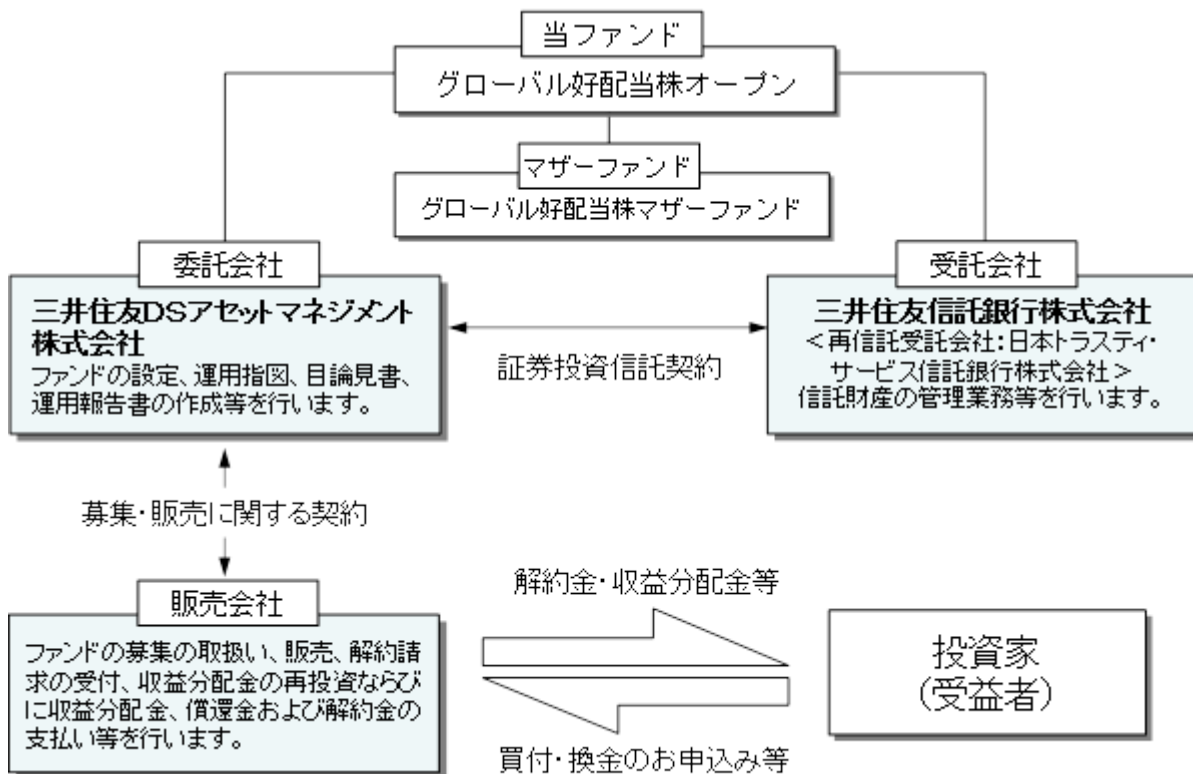 当ファンド
グローバル好配当株オープン
マザーファンド
グローバル好配当株マザーファンド
委託会社
三井住友DSアセットマネジメント
株式会社
ファンドの設定、運用指図、目論見書、
運用報告書の作成等を行います。
証券投資信託契約
受託会社
三井住友信託銀行株式会社
<再信託受託会社:日本トラスティ・
サービス信託銀行株式会社>
信託財産の管理業務等を行います。
募集・販売に関する契約
販売会社
ファンドの募集の取扱い、販売、解約請
求の受付、収益分配金の再投資ならび
に収益分配金、償還金および解約金の
支払い等を行います。
解約金・収益分配金等
買付・換金のお申込み等
投資家
(受益者)